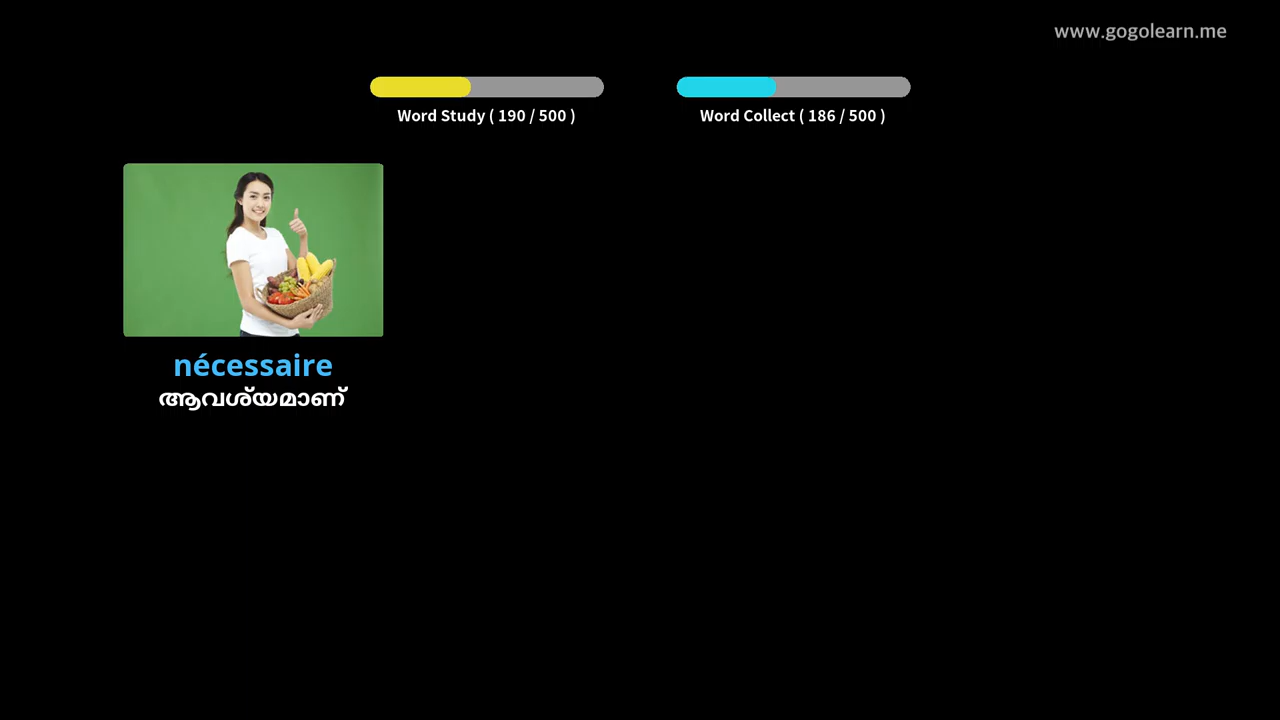 www.gogolearn.me
Word Study ( 190 / 500 )
Word Collect ( 186 / 500 )
nécessaire
ആവശ്യമാണ്